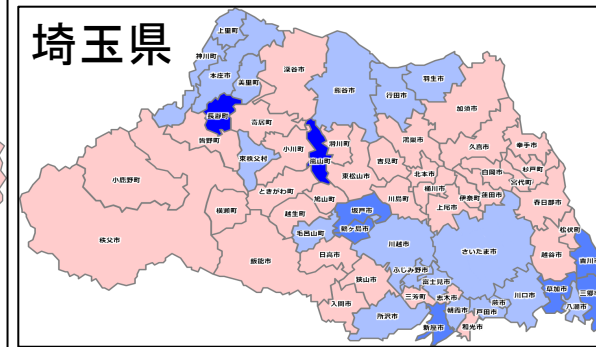 埼玉県
上里町
神川町
本庄市
美里町
深谷市
熊谷市
行田市
羽生市
加須市
長瀞町
皆野町
寄居町
東秩父村
小川町
嵐山町
滑川町
東松山市
吉見町
鴻巣市
北本市
桶川市
上尾市
伊奈町
久喜市
白岡市
蓮田市
宮代町
幸手市
杉戸町
春日部市
松伏町
小鹿野町
秩父市
横瀬町
ときがわ町
越生町
鳩山町
毛呂山町
坂戸市
鶴ヶ島市
川島町
川越市
さいたま市
越谷市
吉川市
飯能市
日高市
狭山市
入間市
所沢市
ふじみ野市
富士見市
三芳町
志木市
新座市
朝霞市
和光市
戸田市
川口市
草加市
八潮市
三郷